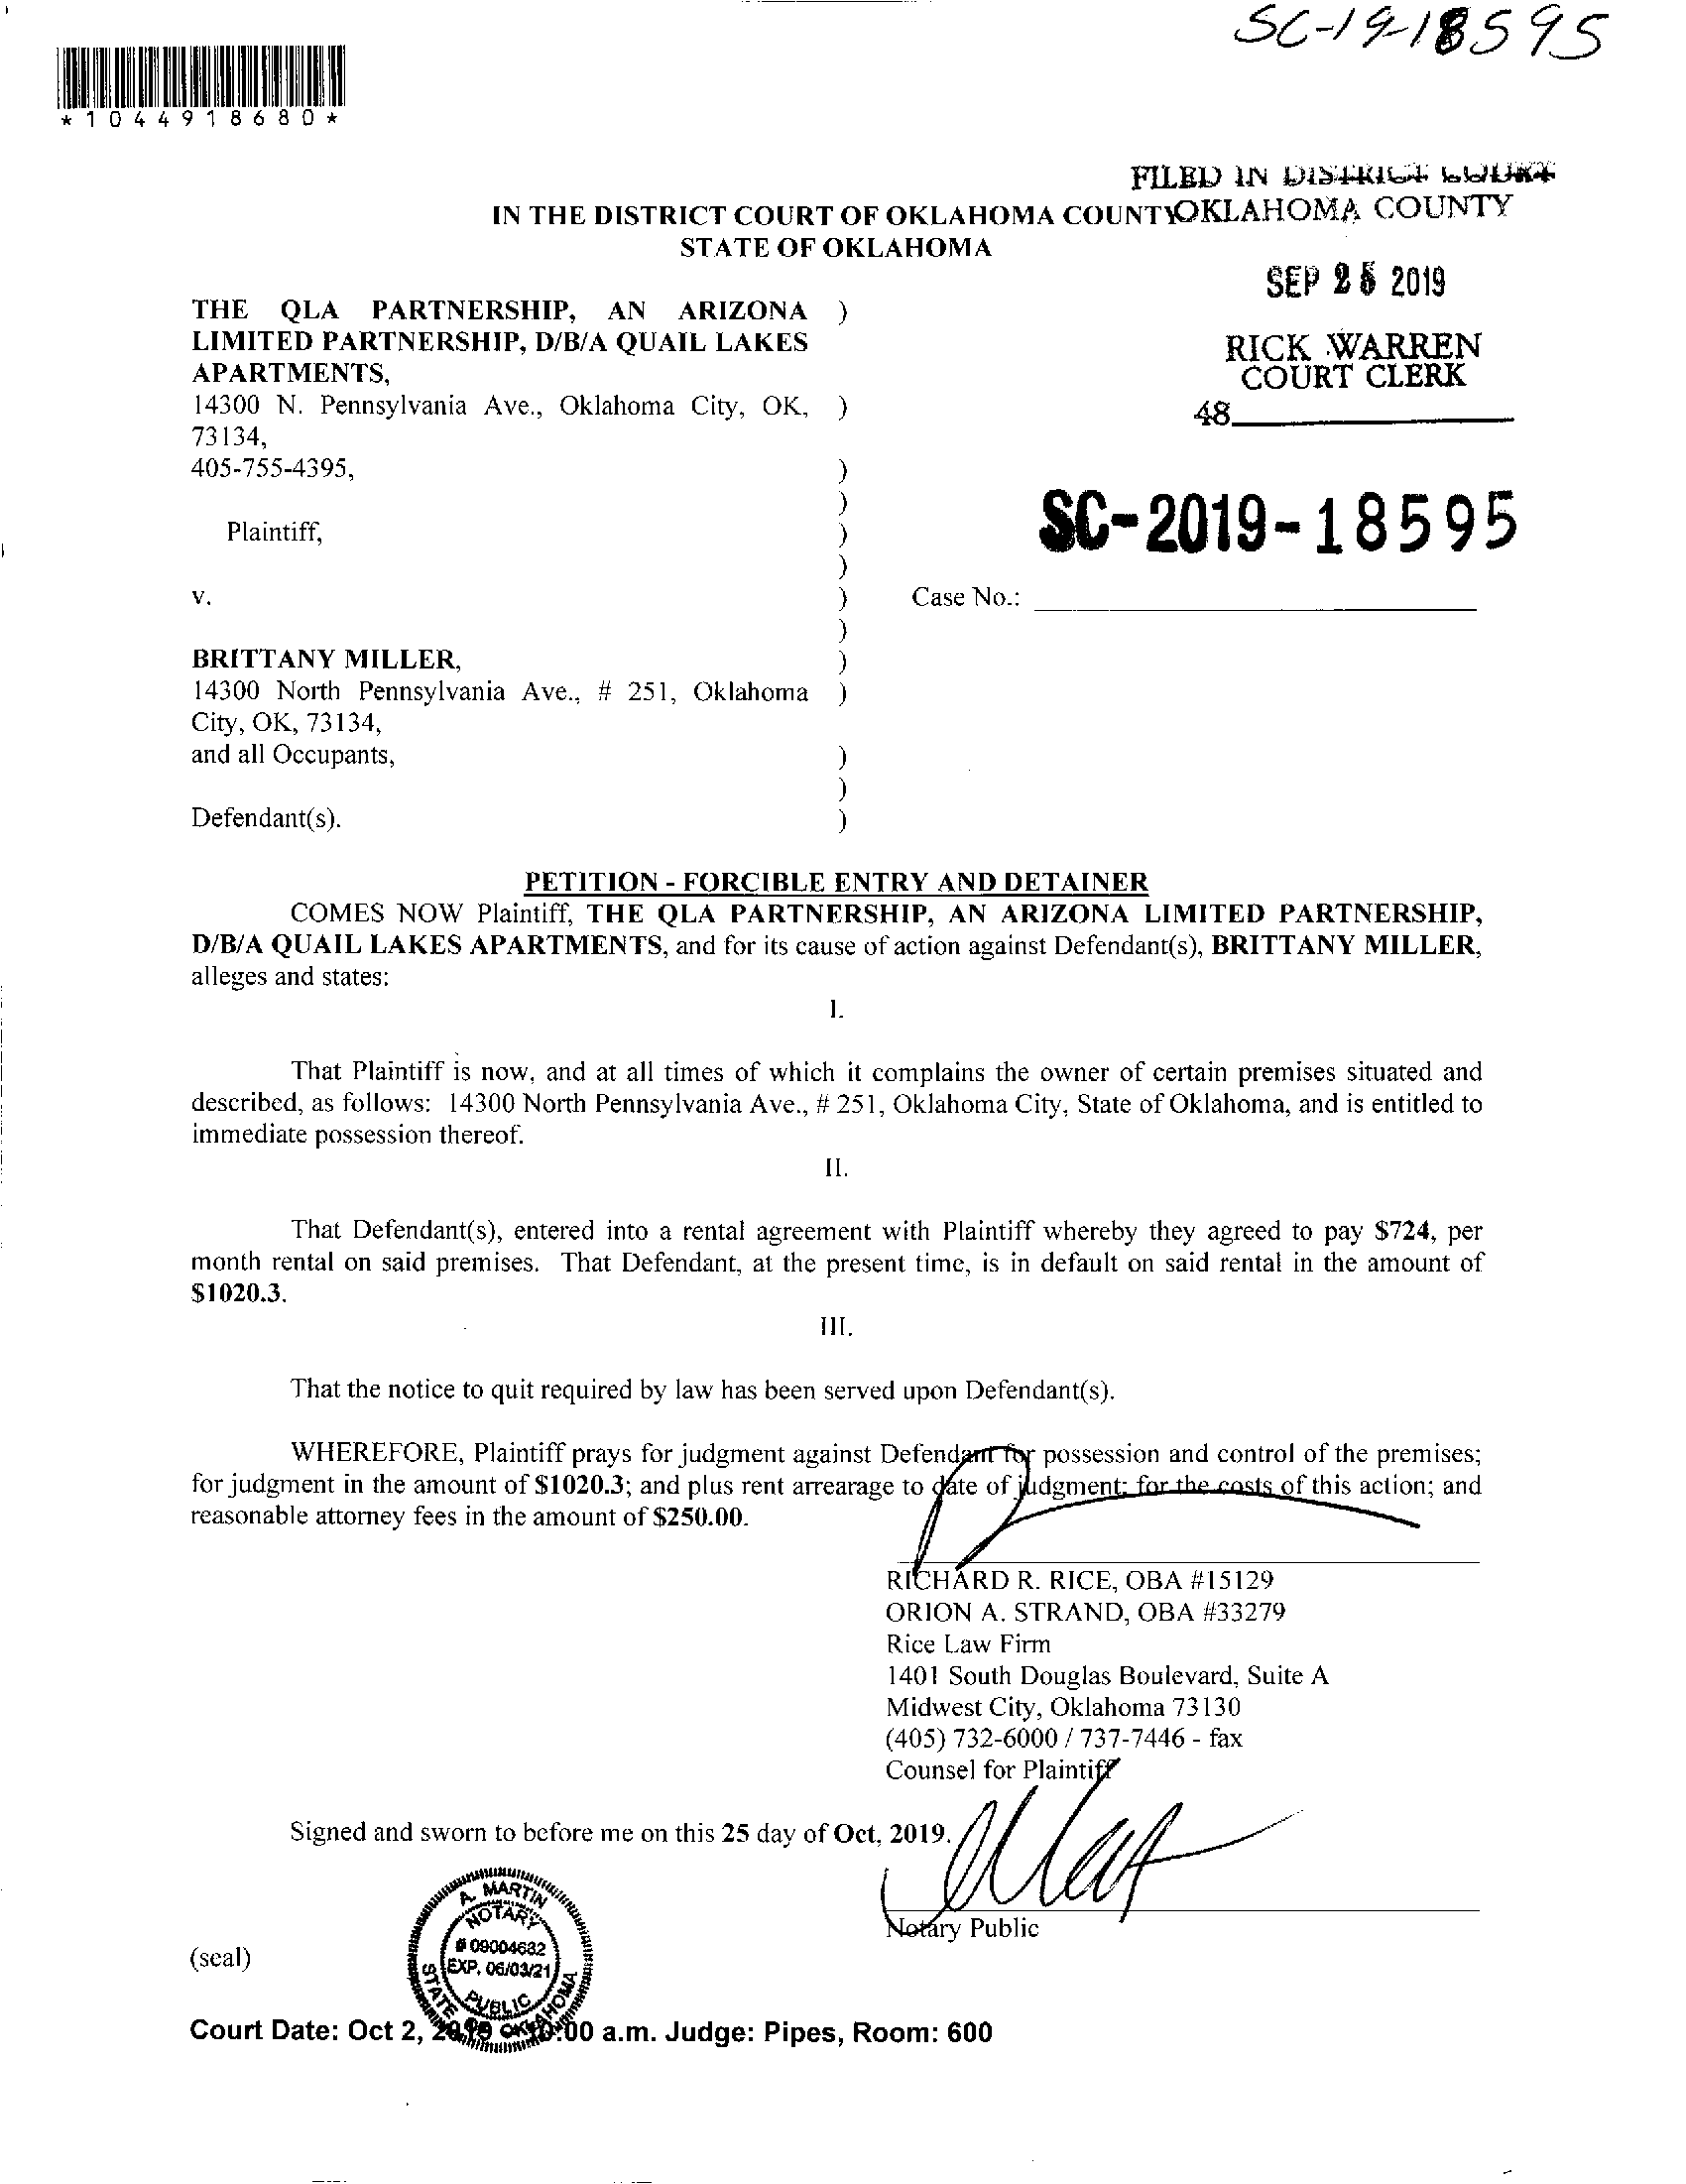 SC-19-18595
*1044918680*
FILED IN DISTRICT COURT
IN THE DISTRICT COURT OF OKLAHOMA COUNTY OKLAHOMA COUNTY
STATE OF OKLAHOMA
SEP 2 2019
THE QLA PARTNERSHIP, AN ARIZONA )
LIMITED PARTNERSHIP, D/B/A QUAIL LAKES
RICK WARREN
APARTMENTS,
COURT CLERK
14300 N. Pennsylvania Ave., Oklahoma City, OK, )
48
73134,
405-755-4395, )
)
SC-2019-18595
Plaintiff, )
)
v. ) Case No.:
)
BRITTANY MILLER, )
14300 North Pennsylvania Ave., # 251, Oklahoma )
City, OK, 73134,
and all Occupants, )
)
Defendant(s). )
PETITION - FORCIBLE ENTRY AND DETAINER
COMES NOW Plaintiff, THE QLA PARTNERSHIP, AN ARIZONA LIMITED PARTNERSHIP,
D/B/A QUAIL LAKES APARTMENTS, and for its cause of action against Defendant(s), BRITTANY MILLER,
alleges and states:
I.
That Plaintiff is now, and at all times of which it complains the owner of certain premises situated and
described, as follows: 14300 North Pennsylvania Ave., # 251, Oklahoma City, State of Oklahoma, and is entitled to
immediate possession thereof.
II.
That Defendant(s), entered into a rental agreement with Plaintiff whereby they agreed to pay $724, per
month rental on said premises. That Defendant, at the present time, is in default on said rental in the amount of
$1020.3.
III.
That the notice to quit required by law has been served upon Defendant(s).
WHEREFORE, Plaintiff prays for judgment against Defendant for possession and control of the premises;
for judgment in the amount of $1020.3; and plus rent arrearage to date of judgment; for the costs of this action; and
reasonable attorney fees in the amount of $250.00.
RICHARD R. RICE, OBA #15129
ORION A. STRAND, OBA #33279
Rice Law Firm
1401 South Douglas Boulevard, Suite A
Midwest City, Oklahoma 73130
(405) 732-6000 / 737-7446 - fax
Counsel for Plaintiff
Signed and sworn to before me on this 25 day of Oct, 2019.
Notary Public
A. MARTIN
NOTARY
# 09004632
EXP. 06/03/21
PUBLIC
STATE OKLAHOMA
(seal)
Court Date: Oct 2, 2019 :00 a.m. Judge: Pipes, Room: 600